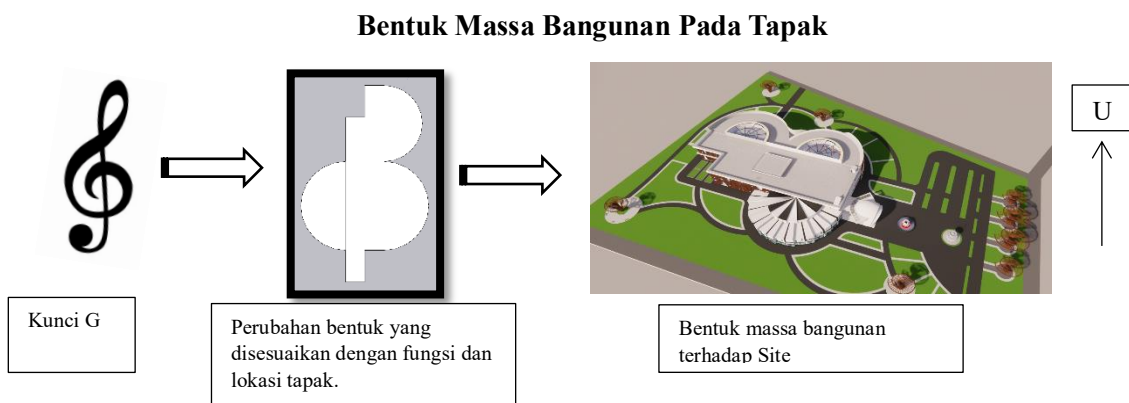 Bentuk Massa Bangunan Pada Tapak
U
Kunci G
Perubahan bentuk yang
disesuaikan dengan fungsi dan
lokasi tapak.
Bentuk massa bangunan
terhadap Site